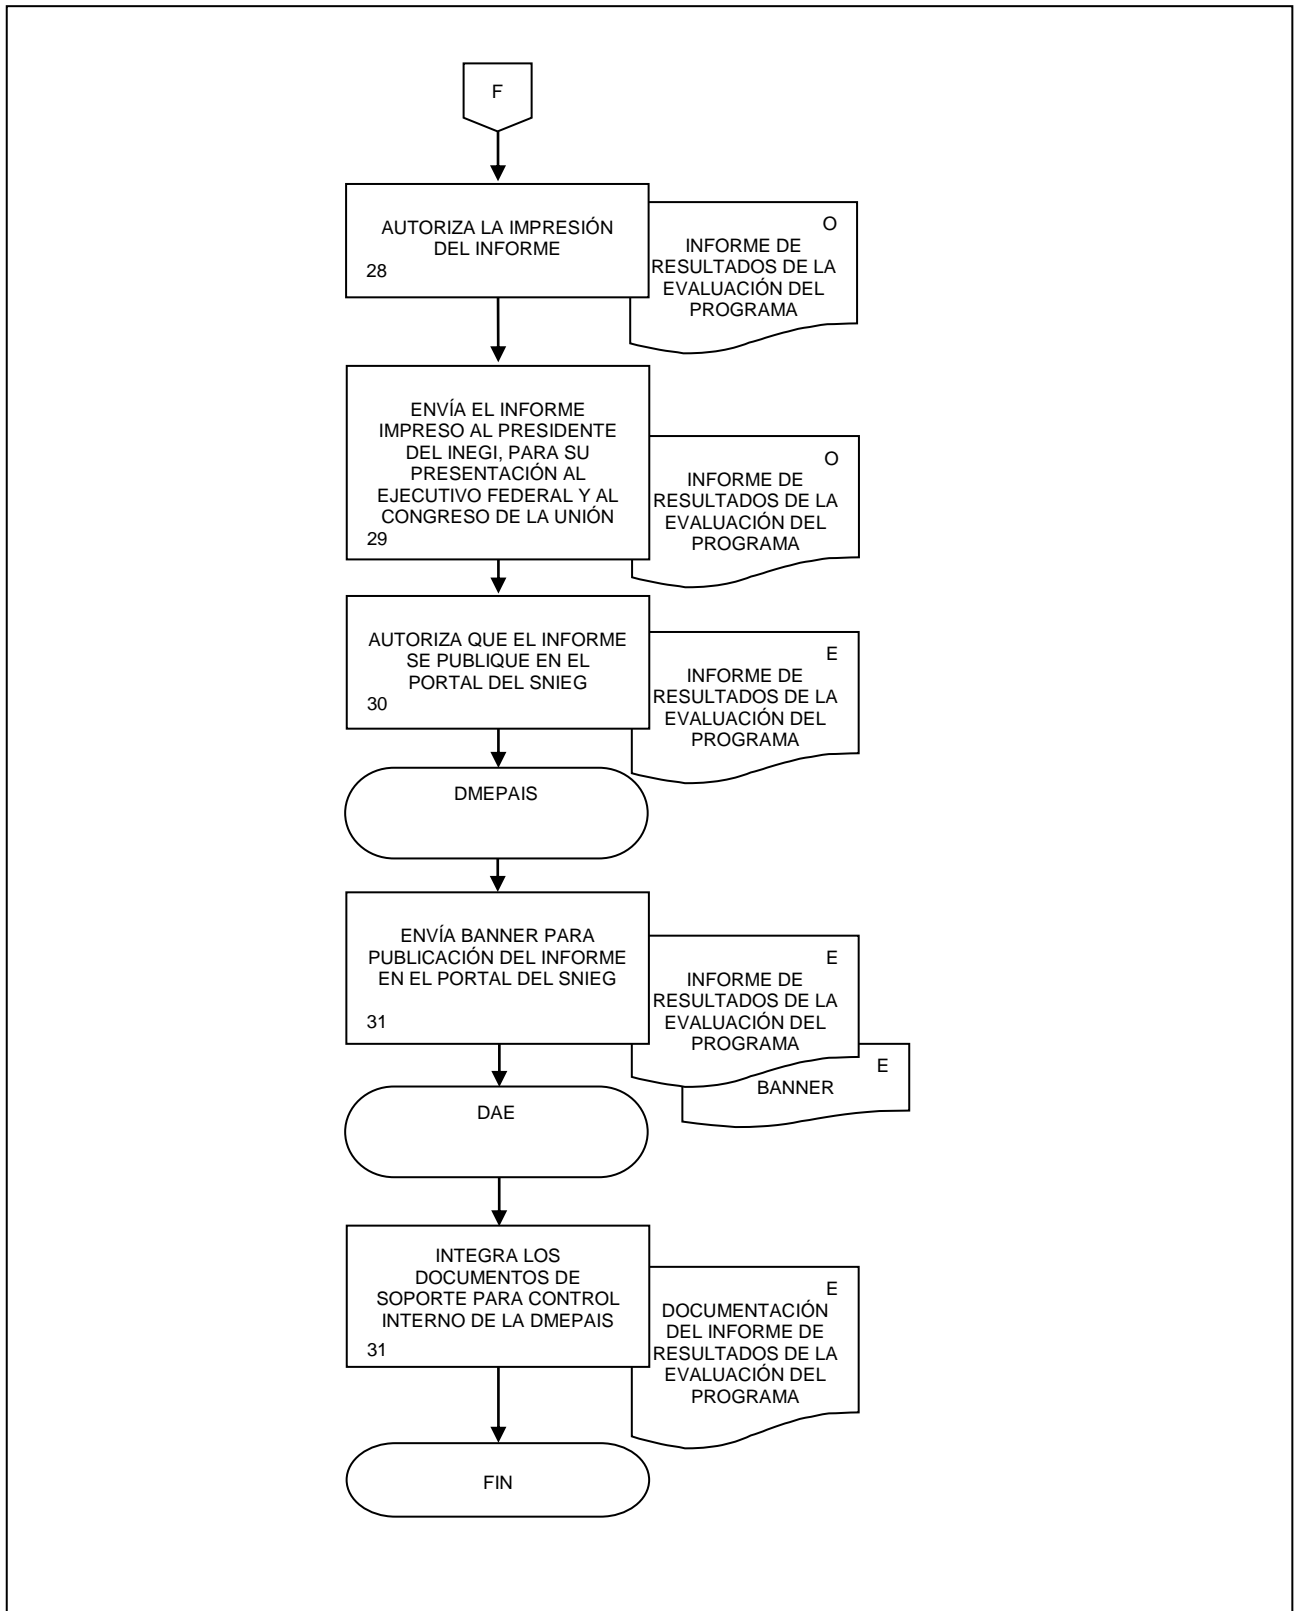 F
AUTORIZA LA IMPRESIÓN
DEL INFORME
28
O
INFORME DE
RESULTADOS DE LA
EVALUACIÓN DEL
PROGRAMA
ENVÍA EL INFORME
IMPRESO AL PRESIDENTE
DEL INEGI, PARA SU
PRESENTACIÓN AL
EJECUTIVO FEDERAL Y AL
CONGRESO DE LA UNIÓN
29
O
INFORME DE
RESULTADOS DE LA
EVALUACIÓN DEL
PROGRAMA
AUTORIZA QUE EL INFORME
SE PUBLIQUE EN EL
PORTAL DEL SNIEG
30
E
INFORME DE
RESULTADOS DE LA
EVALUACIÓN DEL
PROGRAMA
DMEPAIS
ENVÍA BANNER PARA
PUBLICACIÓN DEL INFORME
EN EL PORTAL DEL SNIEG
31
E
INFORME DE
RESULTADOS DE LA
EVALUACIÓN DEL
PROGRAMA
E
BANNER
DAE
INTEGRA LOS
DOCUMENTOS DE
SOPORTE PARA CONTROL
INTERNO DE LA DMEPAIS
31
E
DOCUMENTACIÓN
DEL INFORME DE
RESULTADOS DE LA
EVALUACIÓN DEL
PROGRAMA
FIN